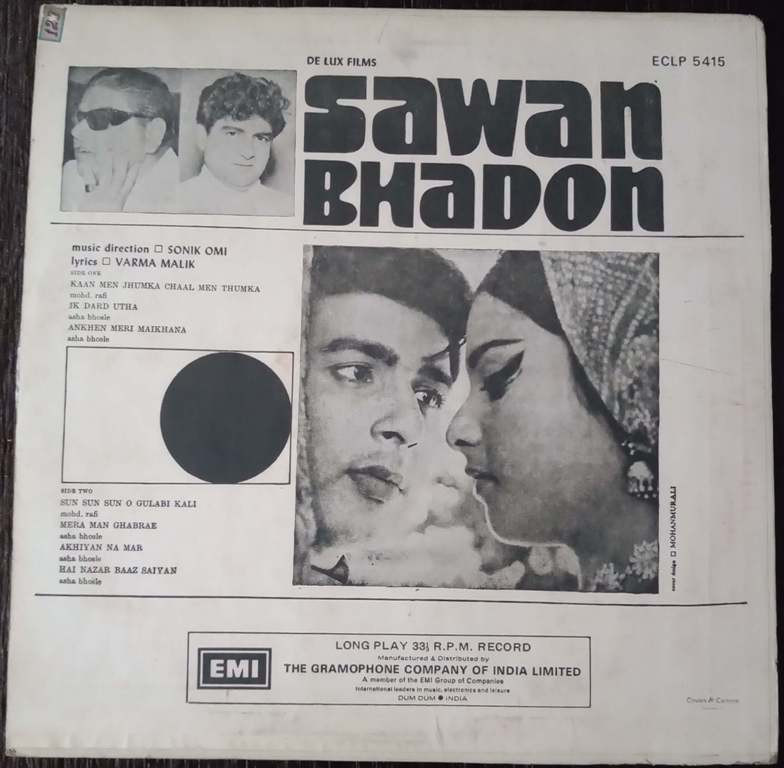 121
DE LUX FILMS
ECLP 5415
SAWAN
BHADON
music direction □ SONIK OMI
lyrics □ VARMA MALIK
SIDE ONE
KAAN MEN JHUMKA CHAAL MEN THUMKA
mohd. rafi
IK DARD UTHA
asha bhosle
ANKHEN MERI MAIKHANA
asha bhosle
SIDE TWO
SUN SUN SUN O GULABI KALI
mohd. rafi
MERA MAN GHABRAE
asha bhosle
AKHIYAN NA MAR
asha bhosle
HAI NAZAR BAAZ SAIYAN
asha bhosle
cover design □ MOHANMURALI
EMI
LONG PLAY 33⅓ R.P.M. RECORD
Manufactured & Distributed by
THE GRAMOPHONE COMPANY OF INDIA LIMITED
A member of the EMI Group of Companies
International leaders in music, electronics and leisure
DUM DUM ● INDIA